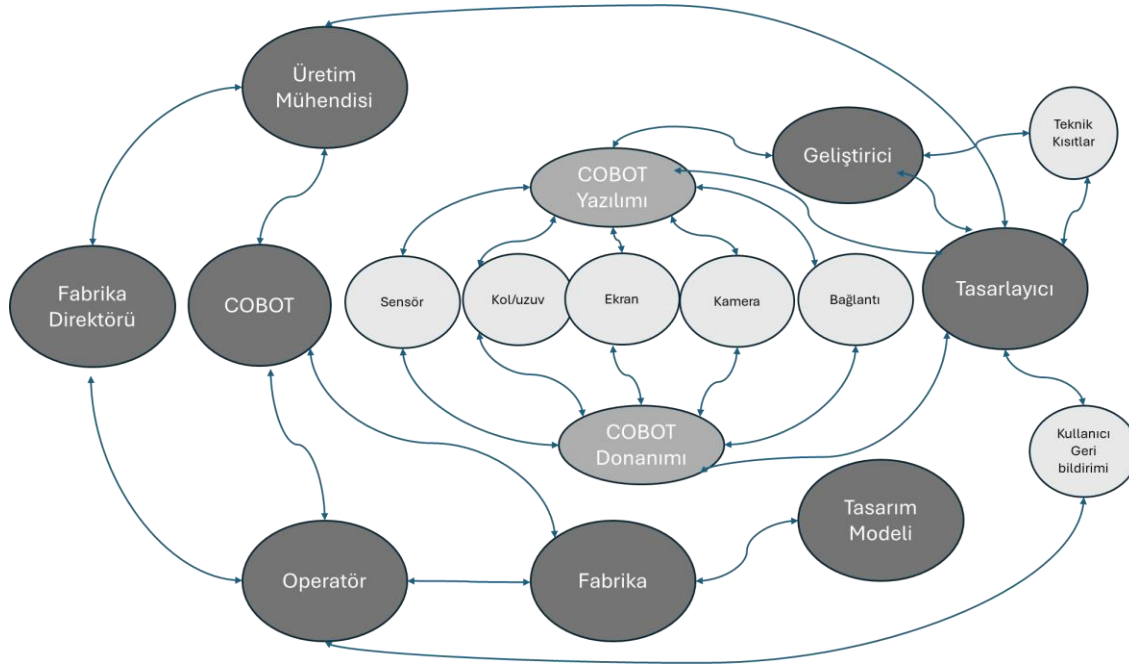 Üretim
Mühendisi
Geliştirici
Teknik
Kısıtlar
COBOT
Yazılımı
Fabrika
Direktörü
COBOT
Sensör
Kol/uzuv
Ekran
Kamera
Bağlantı
Tasarlayıcı
COBOT
Donanımı
Kullanıcı
Geri
bildirimi
Tasarım
Modeli
Operatör
Fabrika